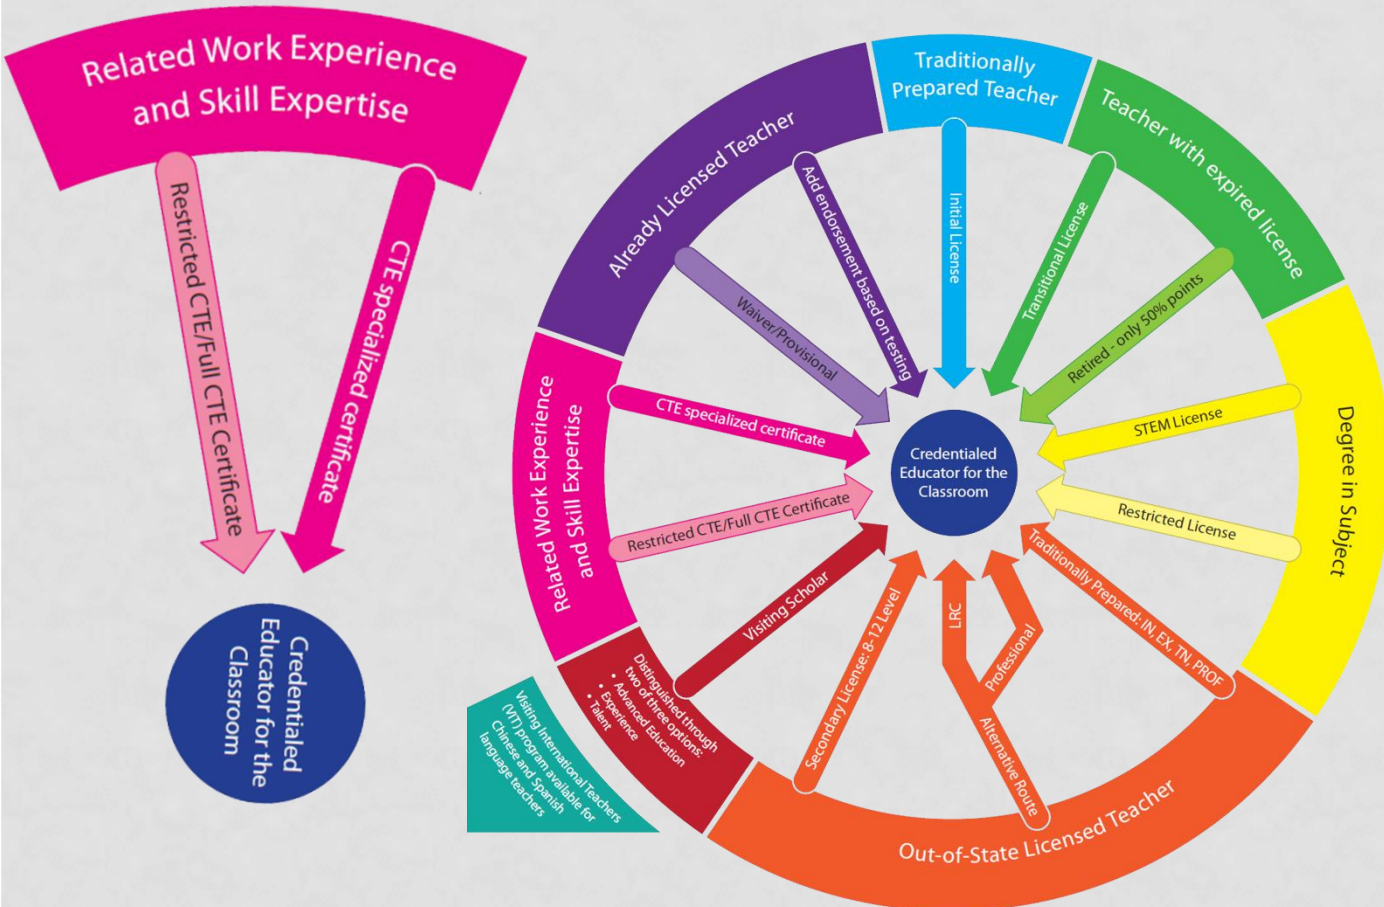 Related Work Experience
and Skill Expertise
Restricted CTE/Full CTE Certificate
CTE specialized certificate
Credentialed
Educator for the
Classroom
Traditionally
Prepared Teacher
Initial License
Teacher with expired license
Transitional License
Retired - only 50% points
Degree in Subject
STEM License
Restricted License
Out-of-State Licensed Teacher
Traditionally Prepared: IN, EX, TN, PROF
Alternative Route
Professional
LRC
Secondary License: 8-12 Level
Distinguished through
two of three options:
• Advanced Education
• Experience
• Talent
Visiting Scholar
Visiting International Teachers
(VIT) program available for
Chinese and Spanish
language teachers
Related Work Experience
and Skill Expertise
Restricted CTE/Full CTE Certificate
CTE specialized certificate
Already Licensed Teacher
Waiver/Provisional
Add endorsement based on testing
Credentialed
Educator for the
Classroom